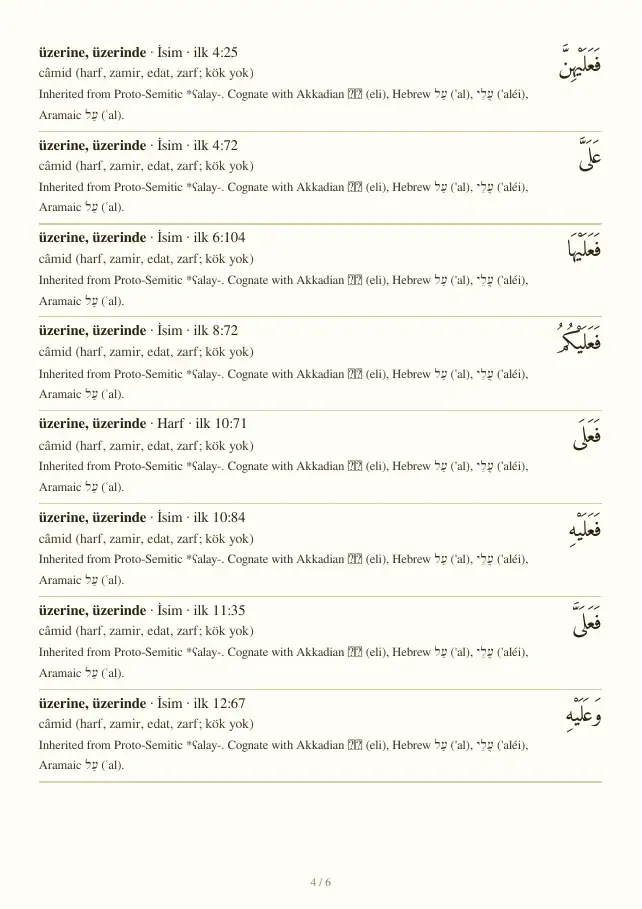 üzerine, üzerinde · İsim · ilk 4:25
فَعَلَيْهِنَّ
câmid (harf, zamir, edat, zarf; kök yok)
Inherited from Proto-Semitic *ʕalay-. Cognate with Akkadian (eli), Hebrew עַל ('al), עֲלֵי ('aléi),
Aramaic עַל (ʿal).
üzerine, üzerinde · İsim · ilk 4:72
عَلَىَّ
câmid (harf, zamir, edat, zarf; kök yok)
Inherited from Proto-Semitic *ʕalay-. Cognate with Akkadian (eli), Hebrew עַל ('al), עֲלֵי ('aléi),
Aramaic עַל (ʿal).
üzerine, üzerinde · İsim · ilk 6:104
فَعَلَيْهَا
câmid (harf, zamir, edat, zarf; kök yok)
Inherited from Proto-Semitic *ʕalay-. Cognate with Akkadian (eli), Hebrew עַל ('al), עֲלֵי ('aléi),
Aramaic עַל (ʿal).
üzerine, üzerinde · İsim · ilk 8:72
فَعَلَيْكُمُ
câmid (harf, zamir, edat, zarf; kök yok)
Inherited from Proto-Semitic *ʕalay-. Cognate with Akkadian (eli), Hebrew עַל ('al), עֲלֵי ('aléi),
Aramaic עַל (ʿal).
üzerine, üzerinde · Harf · ilk 10:71
فَعَلَى
câmid (harf, zamir, edat, zarf; kök yok)
Inherited from Proto-Semitic *ʕalay-. Cognate with Akkadian (eli), Hebrew עַל ('al), עֲלֵי ('aléi),
Aramaic עַל (ʿal).
üzerine, üzerinde · İsim · ilk 10:84
فَعَلَيْهِ
câmid (harf, zamir, edat, zarf; kök yok)
Inherited from Proto-Semitic *ʕalay-. Cognate with Akkadian (eli), Hebrew עַל ('al), עֲלֵי ('aléi),
Aramaic עַל (ʿal).
üzerine, üzerinde · İsim · ilk 11:35
فَعَلَىَّ
câmid (harf, zamir, edat, zarf; kök yok)
Inherited from Proto-Semitic *ʕalay-. Cognate with Akkadian (eli), Hebrew עַל ('al), עֲלֵי ('aléi),
Aramaic עַל (ʿal).
üzerine, üzerinde · İsim · ilk 12:67
وَعَلَيْهِ
câmid (harf, zamir, edat, zarf; kök yok)
Inherited from Proto-Semitic *ʕalay-. Cognate with Akkadian (eli), Hebrew עַל ('al), עֲלֵי ('aléi),
Aramaic עַל (ʿal).
4 / 6